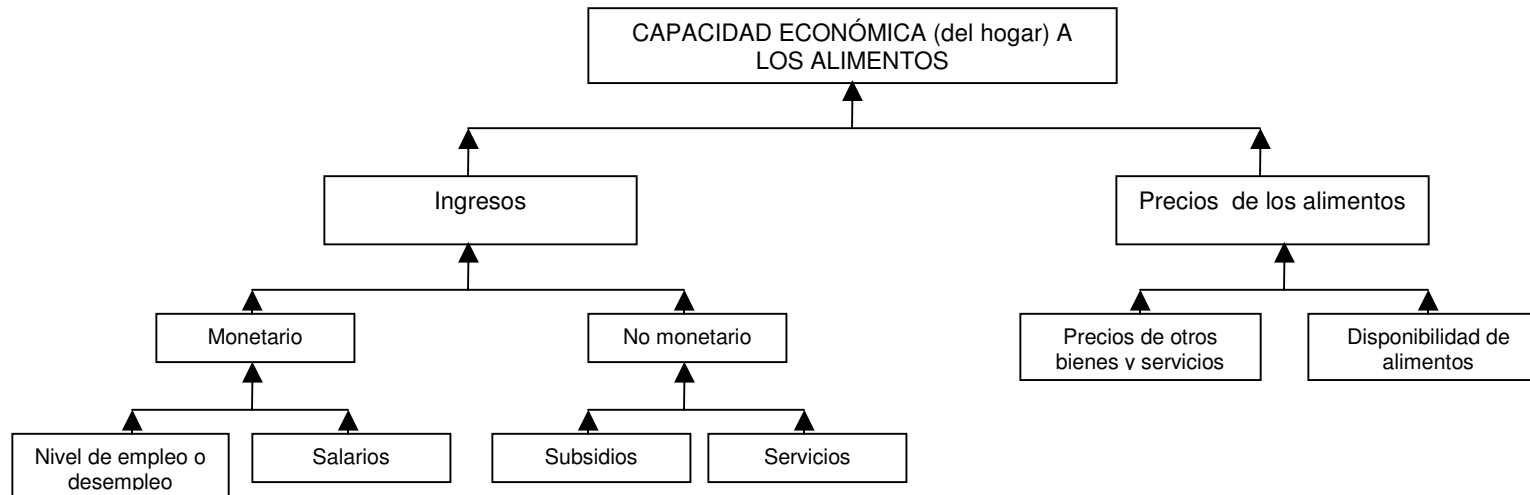 CAPACIDAD ECONÓMICA (del hogar) A
LOS ALIMENTOS
Ingresos
Precios de los alimentos
Monetario
No monetario
Precios de otros
bienes y servicios
Disponibilidad de
alimentos
Nivel de empleo o
desempleo
Salarios
Subsidios
Servicios